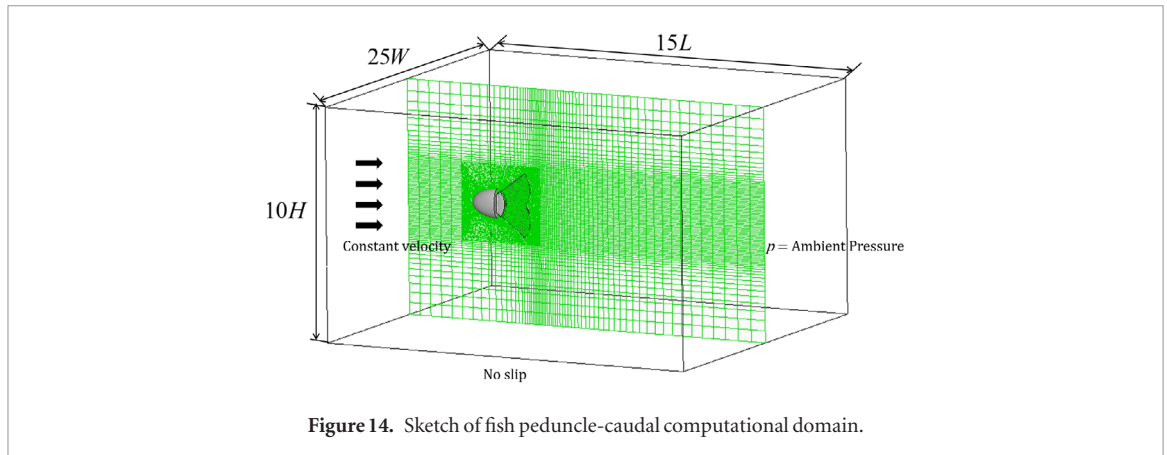 25W
15L
10H
Constant velocity
p = Ambient Pressure
No slip
Figure 14. Sketch of fish peduncle-caudal computational domain.